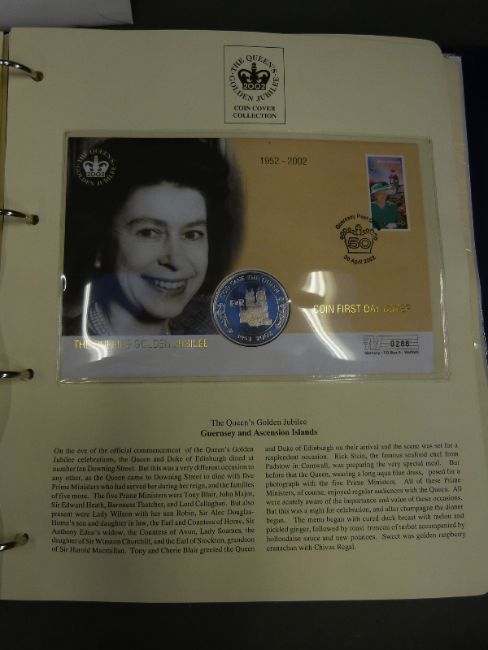 THE QUEEN'S
2002
GOLDEN JUBILEE
COIN COVER
COLLECTION
THE QUEEN'S
GOLDEN JUBILEE
1952 - 2002
Guernsey Post
50
30 April 2002
COIN FIRST DAY COVER
THE QUEEN'S GOLDEN JUBILEE
0288
The Queen's Golden Jubilee
Guernsey and Ascension Islands
On the eve of the official commencement of the Queen's Golden
Jubilee celebrations, the Queen and Duke of Edinburgh dined at
number ten Downing Street. But this was a very different occasion to
any other, as the Queen came to Downing Street to dine with five
Prime Ministers who had served her during her reign, and the families
of five more. The five Prime Ministers were Tony Blair, John Major,
Sir Edward Heath, Baroness Thatcher, and Lord Callaghan. But also
present were Lady Wilson with her son Robin, Sir Alec Douglas-
Home's son and daughter in law, the Earl and Countess of Home, Sir
Anthony Eden's widow, the Countess of Avon, Lady Soames, the
daughter of Sir Winston Churchill, and the Earl of Stockton, grandson
of Sir Harold Macmillan. Tony and Cherie Blair greeted the Queen
and Duke of Edinburgh on their arrival and the scene was set for a
resplendent occasion. Rick Stein, the famous seafood chef from
Padstow in Cornwall, was preparing the very special meal. But
before that the Queen, wearing a long aqua blue dress, posed for a
photograph with the five Prime Ministers. All of these Prime
Ministers, of course, enjoyed regular audiences with the Queen. All
were acutely aware of the importance and value of these occasions.
But this was a night for celebration, and after champagne the dinner
begun. The menu began with cured duck breast with melon and
pickled ginger, followed by roast troncon of turbot accompanied by
hollandaise sauce and new potatoes. Sweet was golden raspberry
cranachan with Chivas Regal.